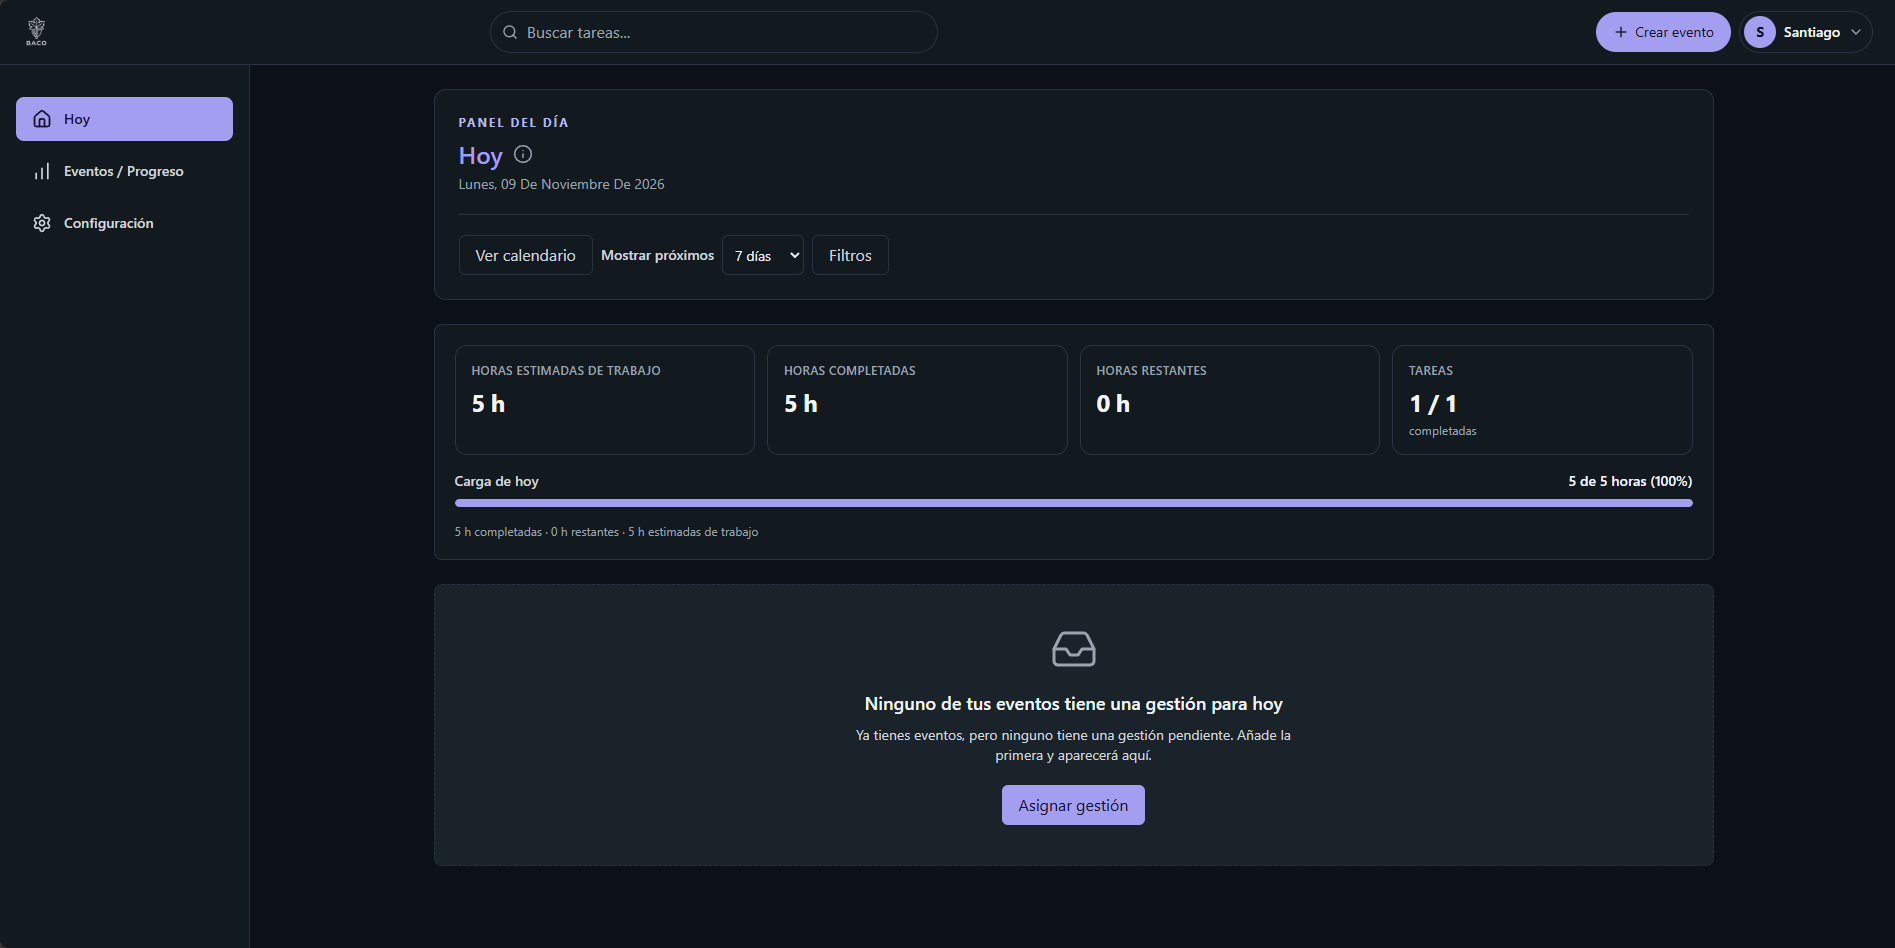 BACO
Buscar tareas...
Crear evento
S
Santiago
Hoy
Eventos / Progreso
Configuración
PANEL DEL DÍA
Hoy
Lunes, 09 De Noviembre De 2026
Ver calendario
Mostrar próximos
7 días
Filtros
HORAS ESTIMADAS DE TRABAJO
5 h
HORAS COMPLETADAS
5 h
HORAS RESTANTES
0 h
TAREAS
1 / 1
completadas
Carga de hoy
5 de 5 horas (100%)
5 h completadas · 0 h restantes · 5 h estimadas de trabajo
Ninguno de tus eventos tiene una gestión para hoy
Ya tienes eventos, pero ninguno tiene una gestión pendiente. Añade la
primera y aparecerá aquí.
Asignar gestión